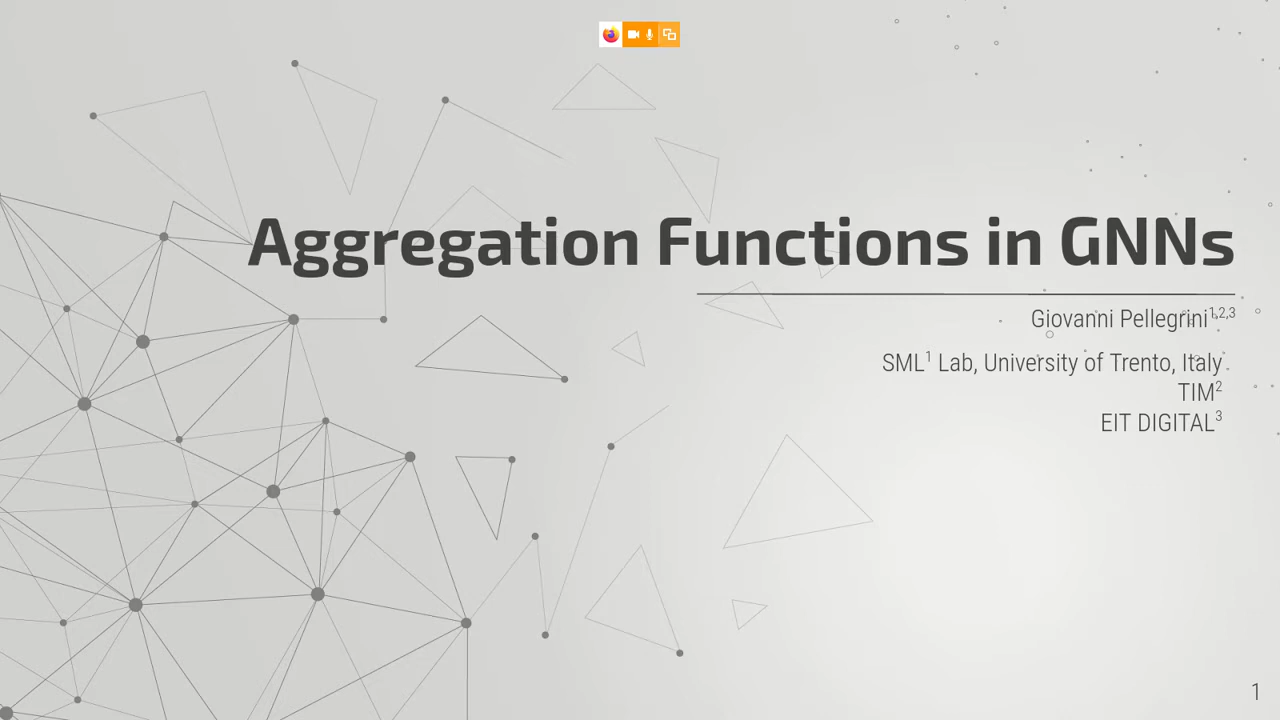 Aggregation Functions in GNNs
Giovanni Pellegrini1,2,3
SML1 Lab, University of Trento, Italy
TIM2
EIT DIGITAL3
1